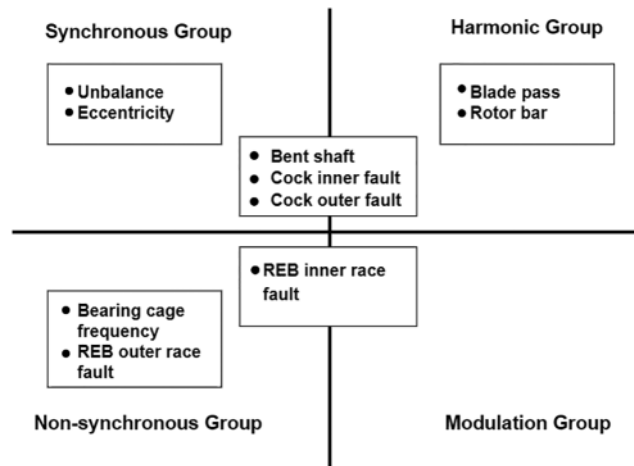 Synchronous Group
Harmonic Group
● Unbalance
● Eccentricity
● Blade pass
● Rotor bar
● Bent shaft
● Cock inner fault
● Cock outer fault
● REB inner race
fault
● Bearing cage
frequency
● REB outer race
fault
Non-synchronous Group
Modulation Group